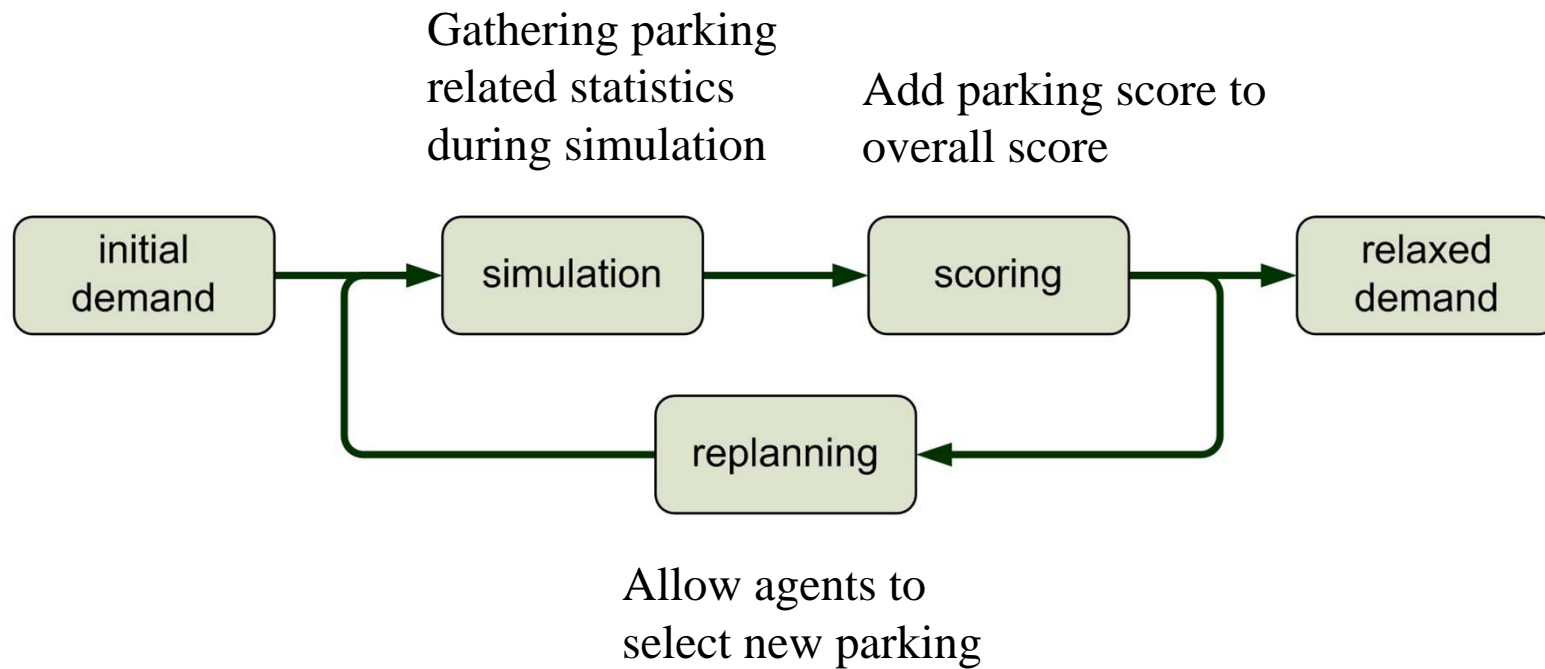 Gathering parking
related statistics
during simulation
Add parking score to
overall score
initial
demand
simulation
scoring
relaxed
demand
replanning
Allow agents to
select new parking